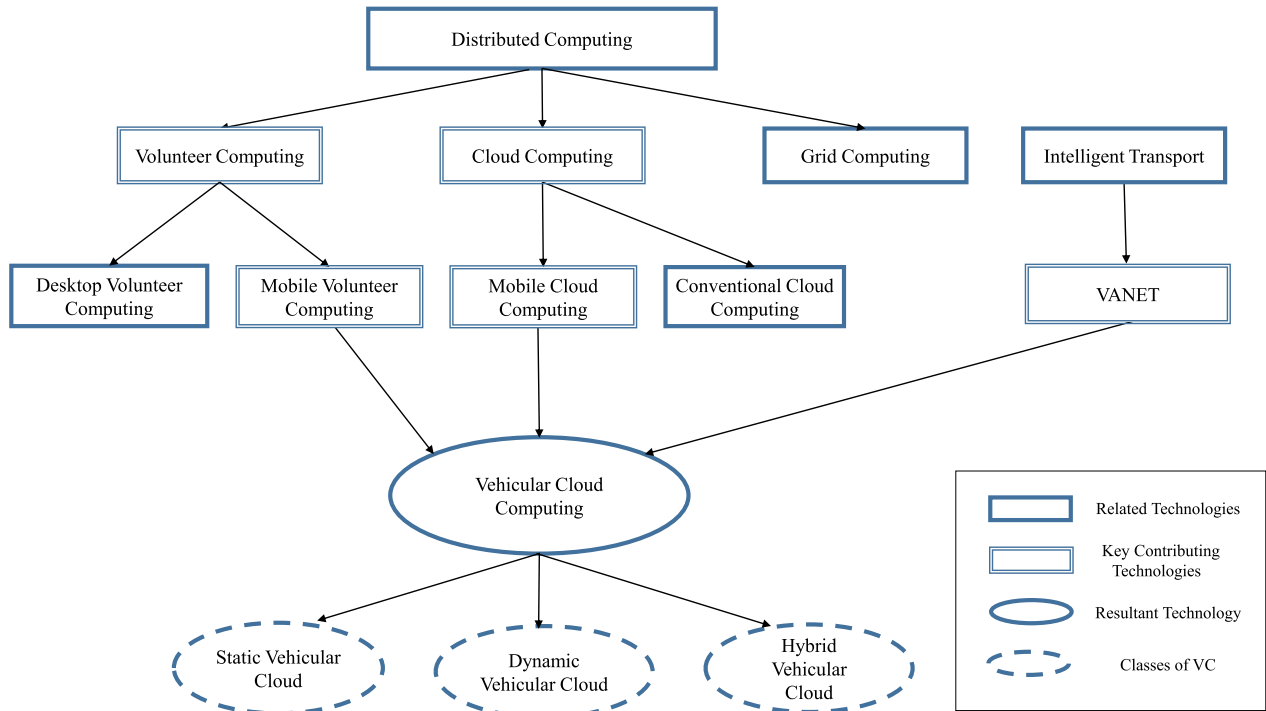 Distributed Computing
Volunteer Computing
Cloud Computing
Grid Computing
Intelligent Transport
Desktop Volunteer
Computing
Mobile Volunteer
Computing
Mobile Cloud
Computing
Conventional Cloud
Computing
VANET
Vehicular Cloud
Computing
Static Vehicular
Cloud
Dynamic
Vehicular Cloud
Hybrid
Vehicular
Cloud
Related Technologies
Key Contributing
Technologies
Resultant Technology
Classes of VC